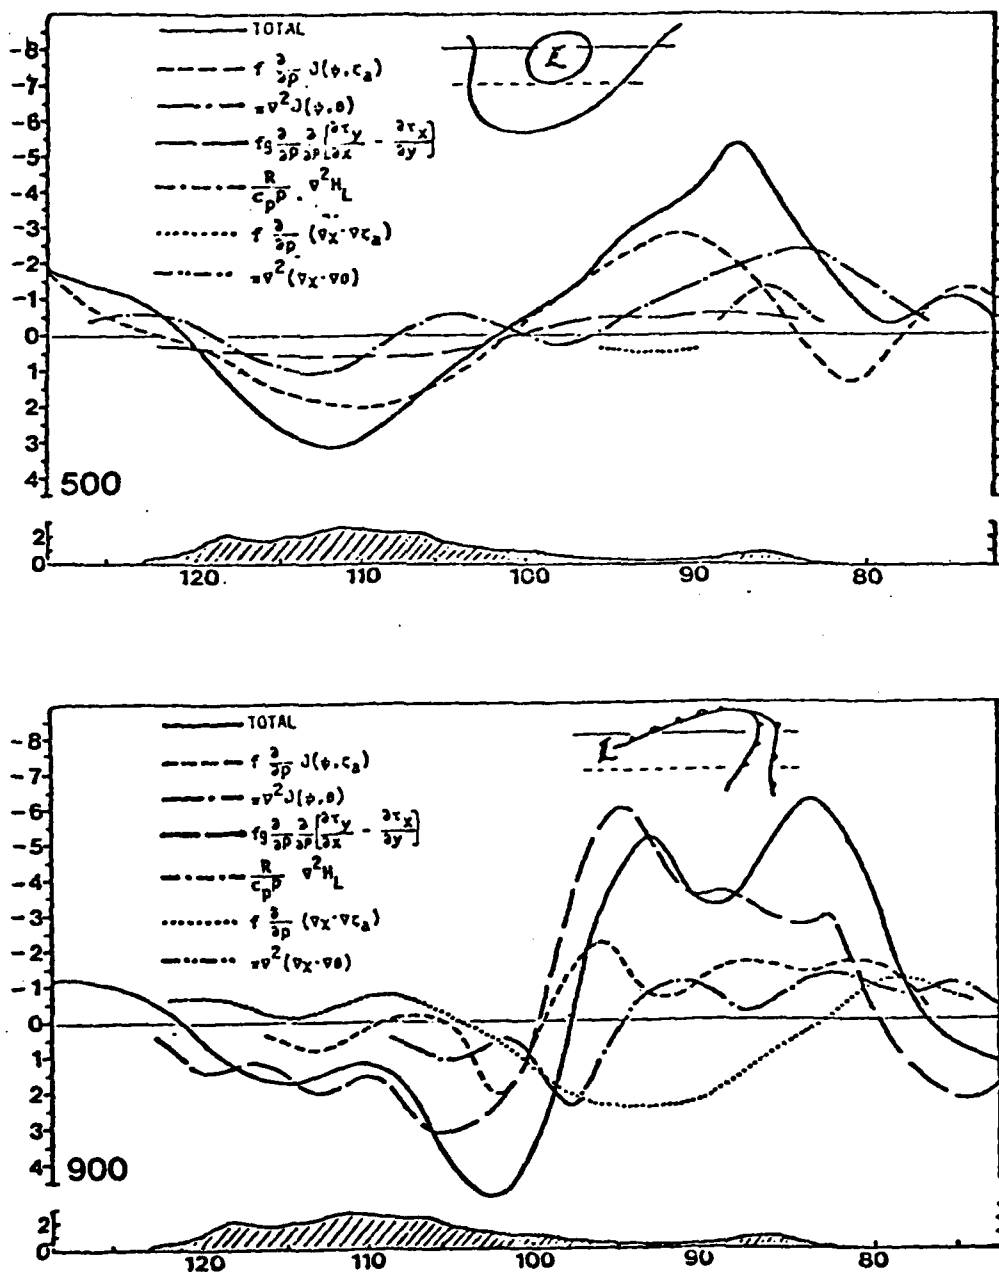 TOTAL
f ∂/∂p J(ψ,ζa)
π∇²J(ψ,θ)
fg ∂/∂p ∂/∂p [∂τy/∂x - ∂τx/∂y]
R/cpP . ∇²HL
f ∂/∂p (∇χ·∇ζa)
π∇²(∇χ·∇θ)
L
-8
-7
-6
-5
-4
-3
-2
-1
0
1
2
3
4
500
2
0
120 110 100 90 80
TOTAL
f ∂/∂p J(ψ,ζa)
π∇²J(ψ,θ)
fg ∂/∂p ∂/∂p [∂τy/∂x - ∂τx/∂y]
R/cpP ∇²HL
f ∂/∂p (∇χ·∇ζa)
π∇²(∇χ·∇θ)
L
-8
-7
-6
-5
-4
-3
-2
-1
0
1
2
3
4
900
2
0
120 110 100 90 80